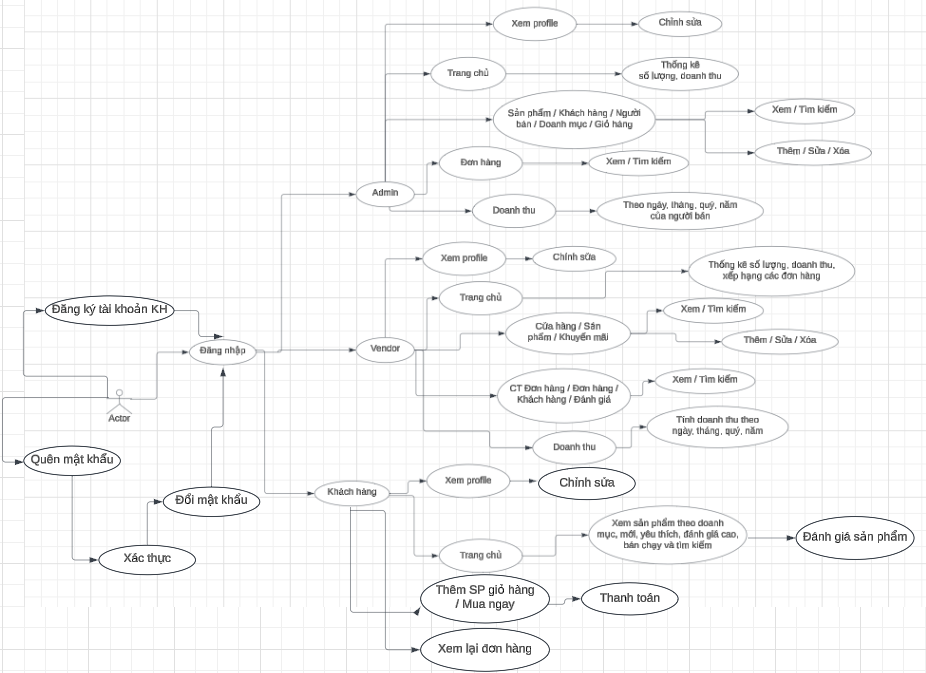 Xem profile
Chỉnh sửa
Trang chủ
Thống kê
số lượng, doanh thu
Sản phẩm / Khách hàng / Người
bán / Doanh mục / Giỏ hàng
Xem / Tìm kiếm
Thêm / Sửa / Xóa
Đơn hàng
Xem / Tìm kiếm
Admin
Doanh thu
Theo ngày, tháng, quý, năm
của người bán
Xem profile
Chỉnh sửa
Trang chủ
Thống kê số lượng, doanh thu,
xếp hạng các đơn hàng
Đăng ký tài khoản KH
Đăng nhập
Vendor
Cửa hàng / Sản
phẩm / Khuyến mãi
Xem / Tìm kiếm
Thêm / Sửa / Xóa
CT Đơn hàng / Đơn hàng /
Khách hàng / Đánh giá
Xem / Tìm kiếm
Actor
Doanh thu
Tính doanh thu theo
ngày, tháng, quý, năm
Quên mật khẩu
Đổi mật khẩu
Xác thực
Khách hàng
Xem profile
Chỉnh sửa
Trang chủ
Xem sản phẩm theo doanh
mục, mới, yêu thích, đánh giá cao,
bán chạy và tìm kiếm
Đánh giá sản phẩm
Thêm SP giỏ hàng
/ Mua ngay
Thanh toán
Xem lại đơn hàng